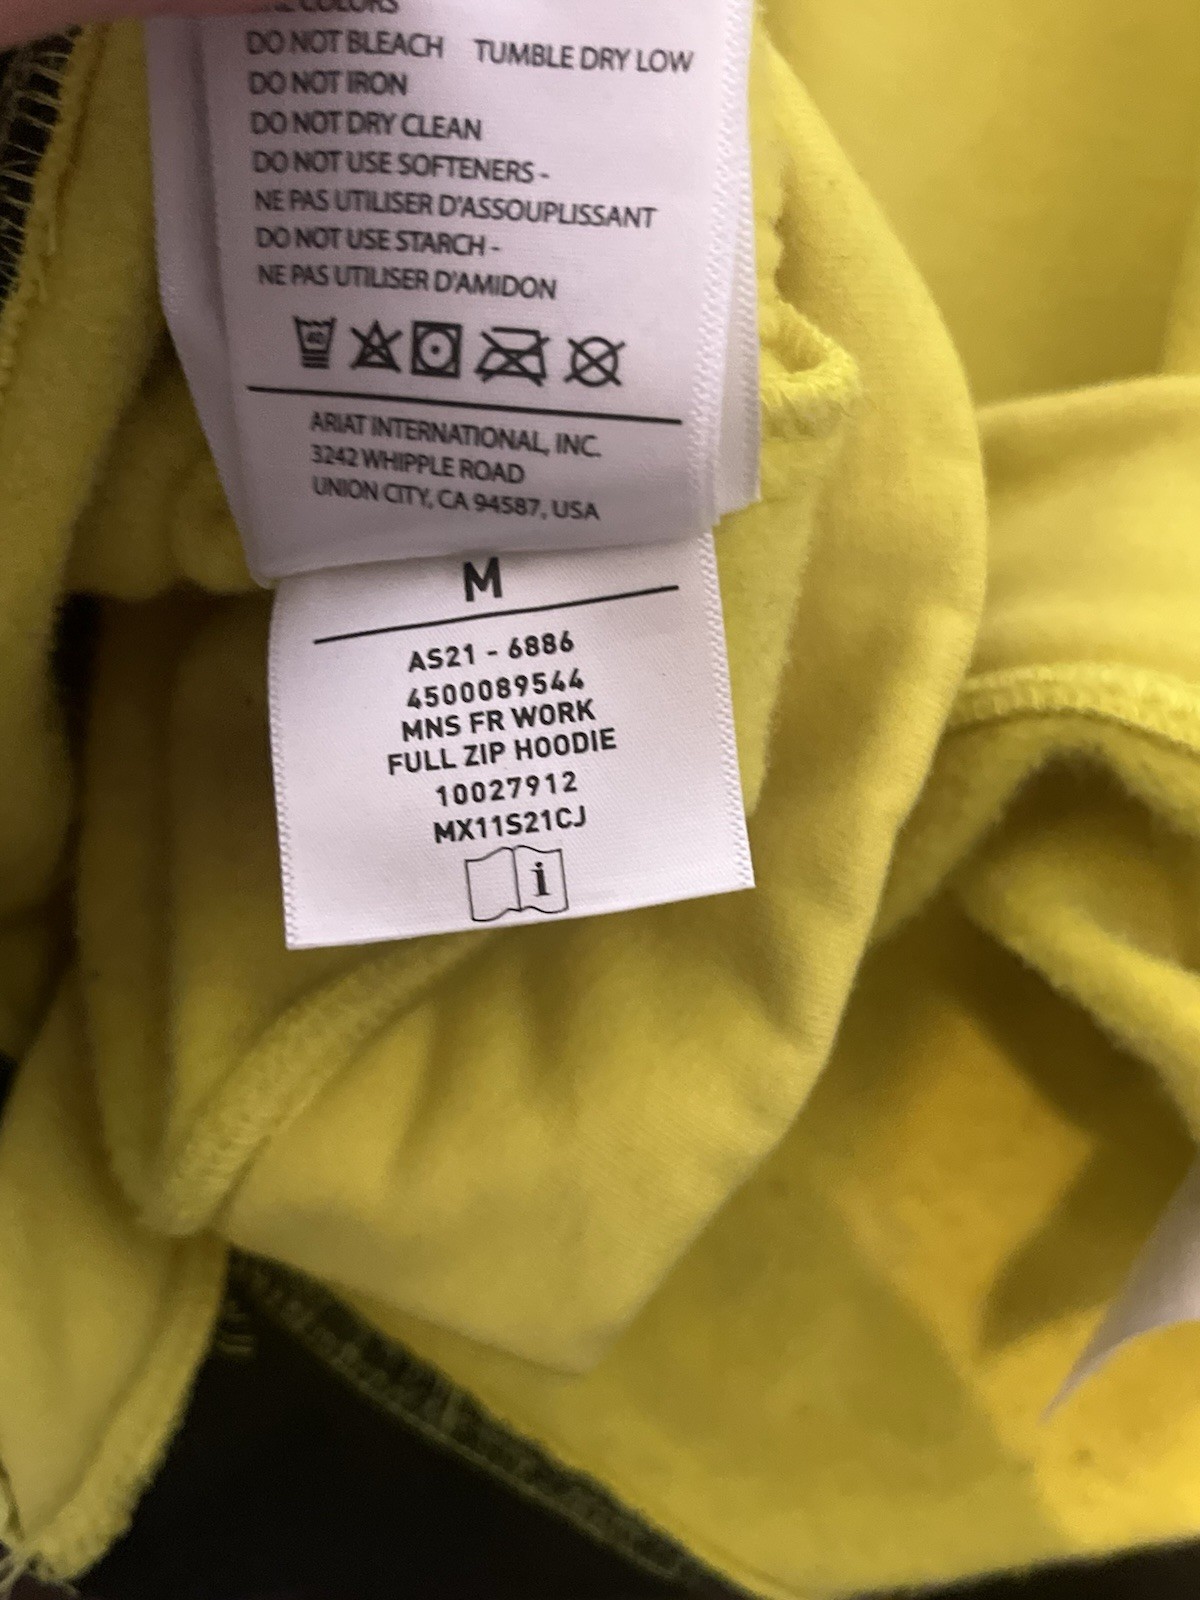 COLORS
DO NOT BLEACH TUMBLE DRY LOW
DO NOT IRON
DO NOT DRY CLEAN
DO NOT USE SOFTENERS -
NE PAS UTILISER D'ASSOUPLISSANT
DO NOT USE STARCH -
NE PAS UTILISER D'AMIDON
40
ARIAT INTERNATIONAL, INC.
3242 WHIPPLE ROAD
UNION CITY, CA 94587, USA
M
AS21 - 6886
4500089544
MNS FR WORK
FULL ZIP HOODIE
10027912
MX11S21CJ
i